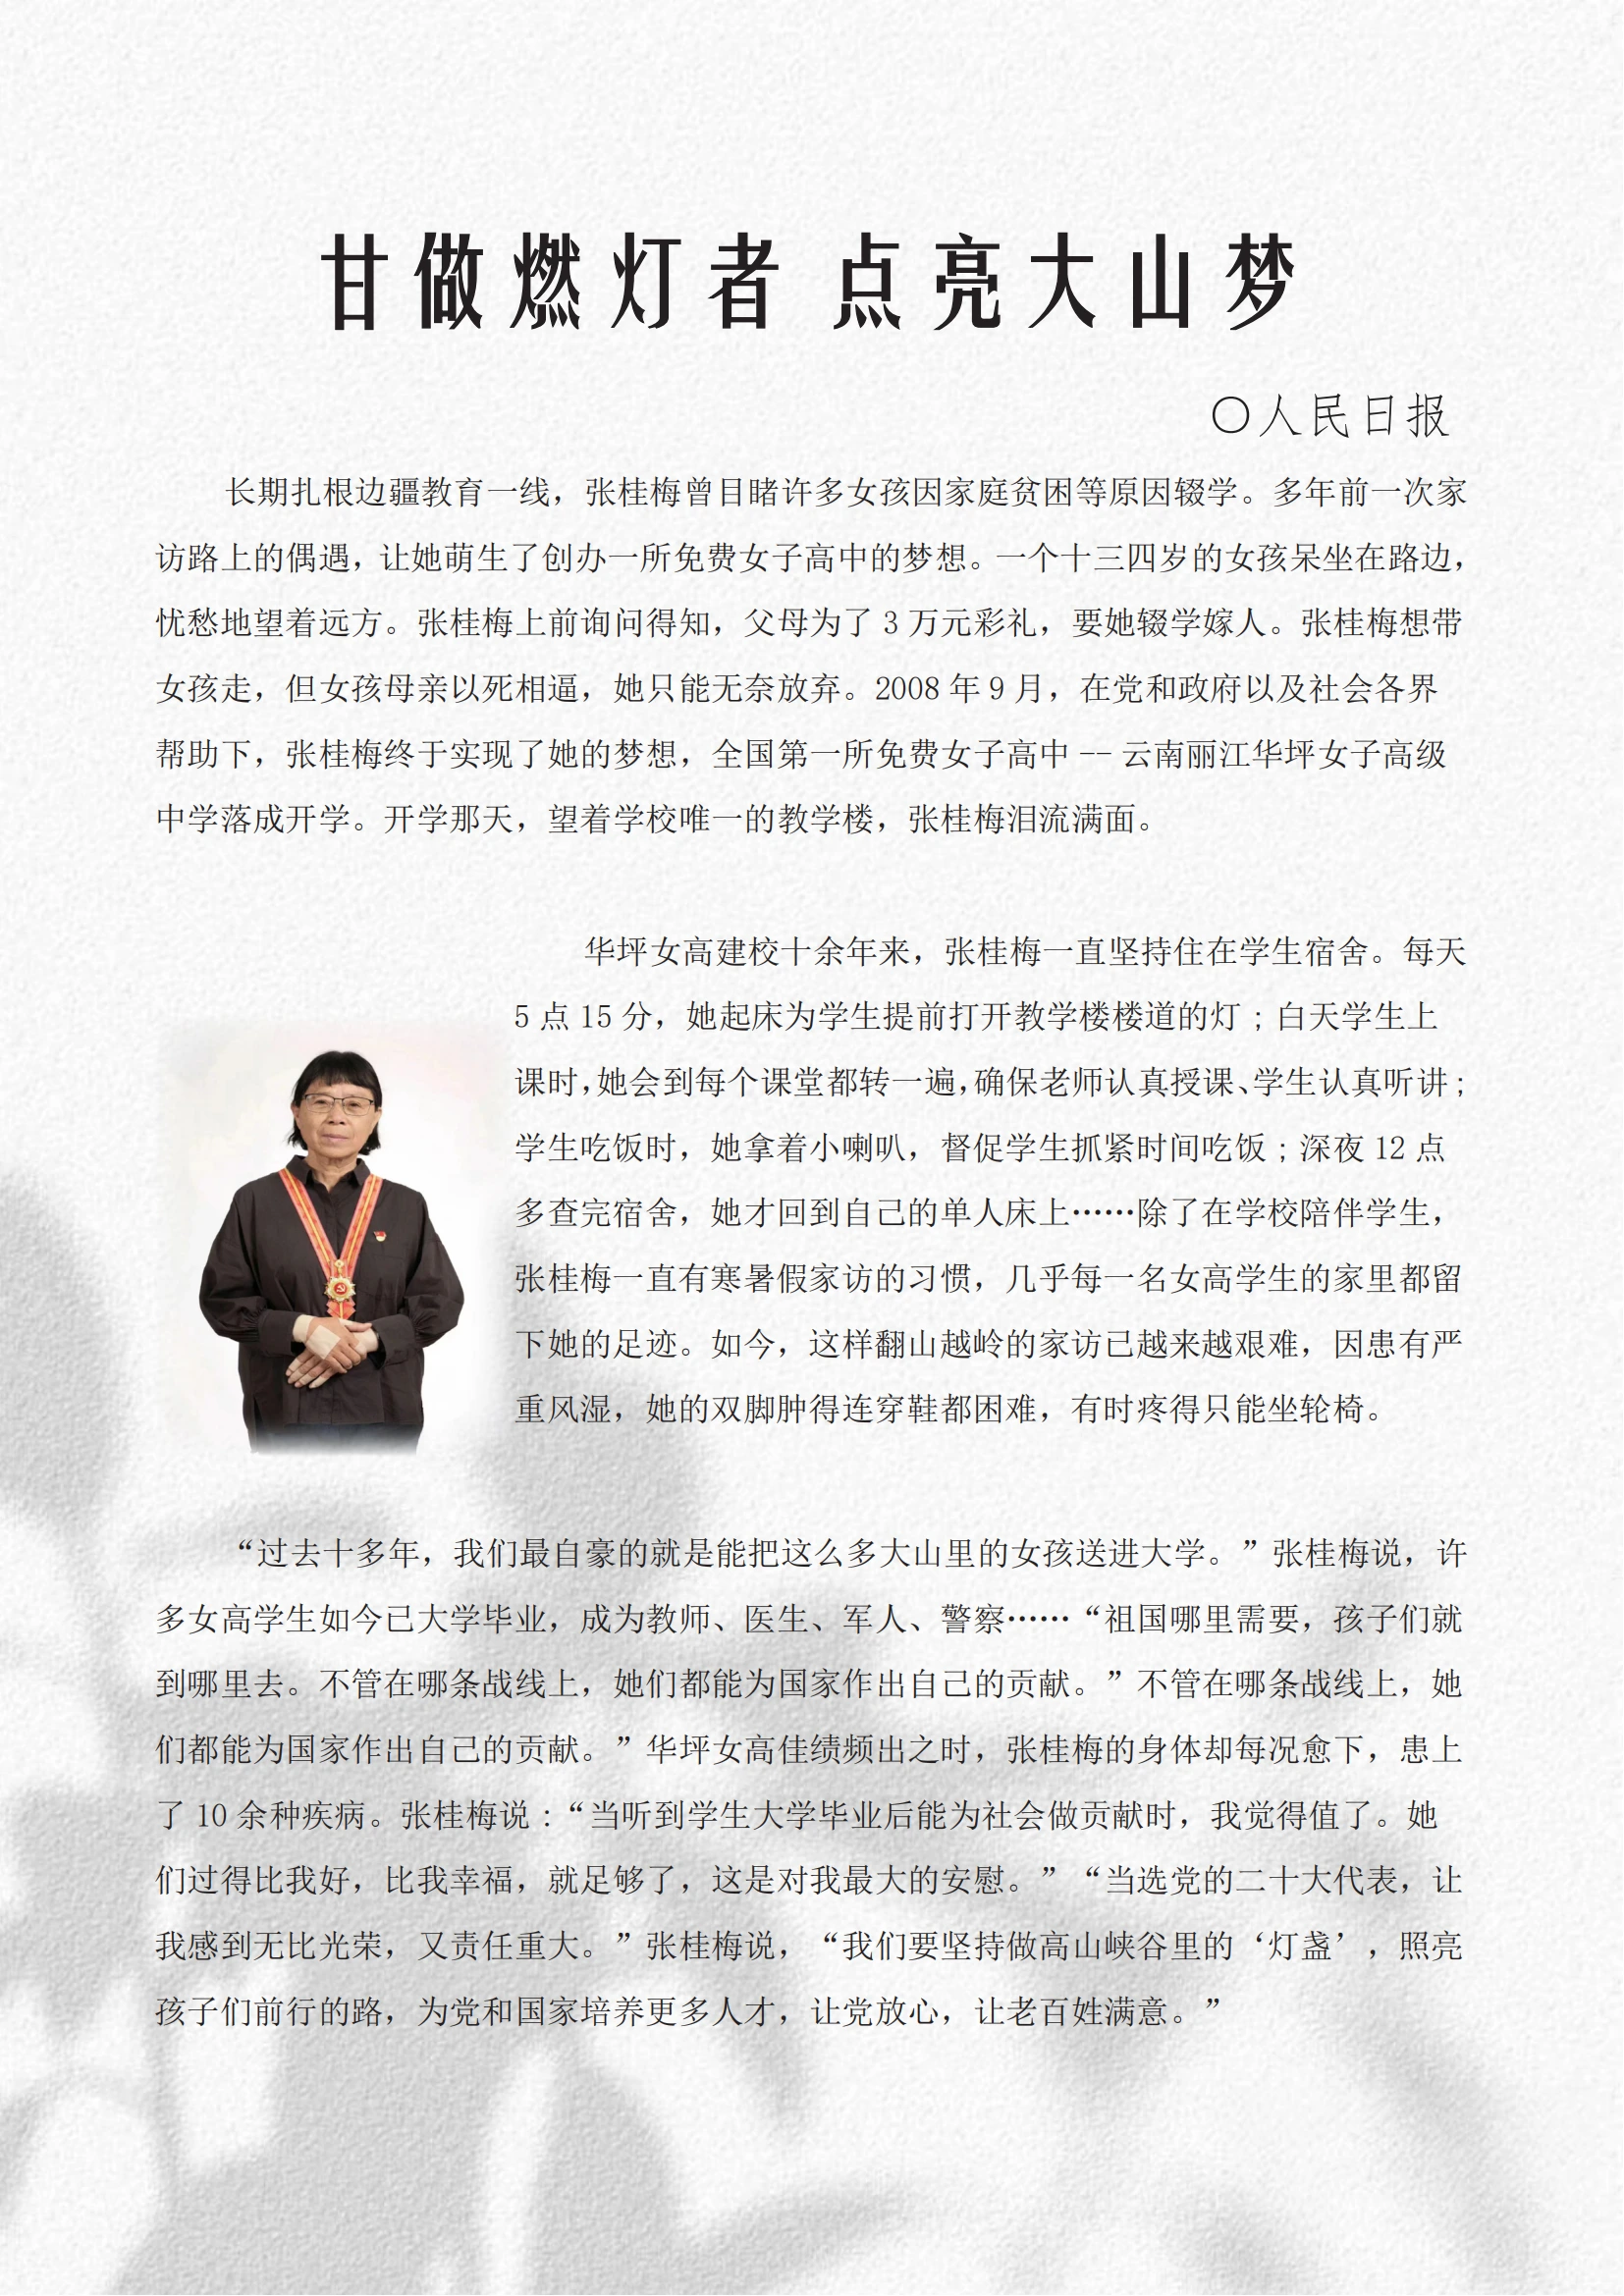 甘做燃灯者 点亮大山梦
〇人民日报
长期扎根边疆教育一线，张桂梅曾目睹许多女孩因家庭贫困等原因辍学。多年前一次家
访路上的偶遇，让她萌生了创办一所免费女子高中的梦想。一个十三四岁的女孩呆坐在路边，
忧愁地望着远方。张桂梅上前询问得知，父母为了 3 万元彩礼，要她辍学嫁人。张桂梅想带
女孩走，但女孩母亲以死相逼，她只能无奈放弃。2008 年 9 月，在党和政府以及社会各界
帮助下，张桂梅终于实现了她的梦想，全国第一所免费女子高中 -- 云南丽江华坪女子高级
中学落成开学。开学那天，望着学校唯一的教学楼，张桂梅泪流满面。
华坪女高建校十余年来，张桂梅一直坚持住在学生宿舍。每天
5 点 15 分，她起床为学生提前打开教学楼楼道的灯；白天学生上
课时，她会到每个课堂都转一遍，确保老师认真授课、学生认真听讲；
学生吃饭时，她拿着小喇叭，督促学生抓紧时间吃饭；深夜 12 点
多查完宿舍，她才回到自己的单人床上……除了在学校陪伴学生，
张桂梅一直有寒暑假家访的习惯，几乎每一名女高学生的家里都留
下她的足迹。如今，这样翻山越岭的家访已越来越艰难，因患有严
重风湿，她的双脚肿得连穿鞋都困难，有时疼得只能坐轮椅。
“过去十多年，我们最自豪的就是能把这么多大山里的女孩送进大学。”张桂梅说，许
多女高学生如今已大学毕业，成为教师、医生、军人、警察……“祖国哪里需要，孩子们就
到哪里去。不管在哪条战线上，她们都能为国家作出自己的贡献。”不管在哪条战线上，她
们都能为国家作出自己的贡献。”华坪女高佳绩频出之时，张桂梅的身体却每况愈下，患上
了 10 余种疾病。张桂梅说：“当听到学生大学毕业后能为社会做贡献时，我觉得值了。她
们过得比我好，比我幸福，就足够了，这是对我最大的安慰。”“当选党的二十大代表，让
我感到无比光荣，又责任重大。”张桂梅说，“我们要坚持做高山峡谷里的‘灯盏’，照亮
孩子们前行的路，为党和国家培养更多人才，让党放心，让老百姓满意。”